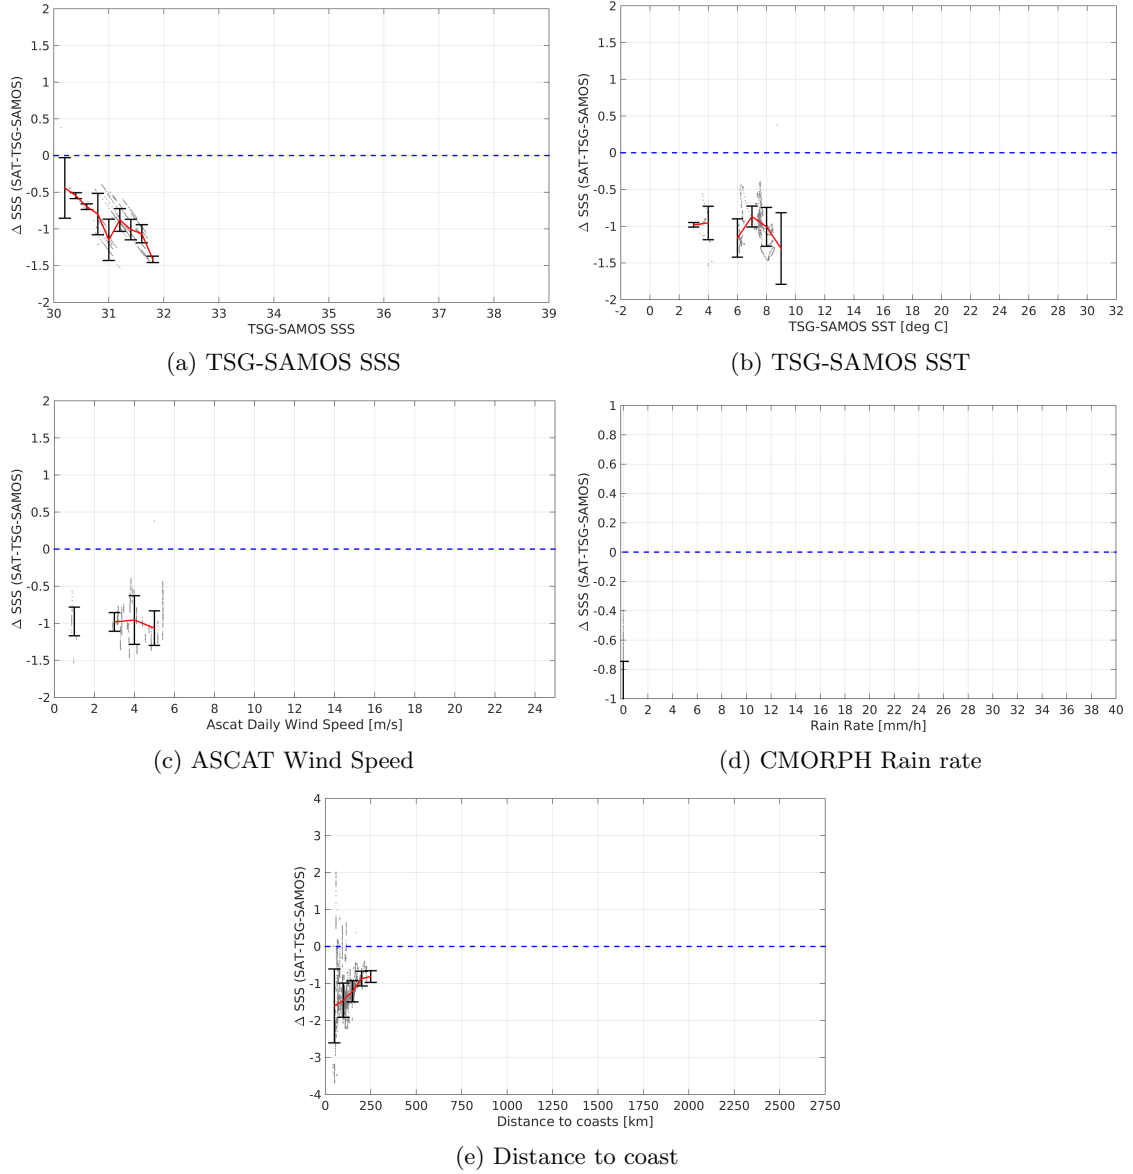 2
1.5
1
0.5
0
-0.5
-1
-1.5
-2
Δ SSS (SAT-TSG-SAMOS)
30 31 32 33 34 35 36 37 38 39
TSG-SAMOS SSS
(a) TSG-SAMOS SSS
2
1.5
1
0.5
0
-0.5
-1
-1.5
-2
Δ SSS (SAT-TSG-SAMOS)
-2 0 2 4 6 8 10 12 14 16 18 20 22 24 26 28 30 32
TSG-SAMOS SST [deg C]
(b) TSG-SAMOS SST
2
1.5
1
0.5
0
-0.5
-1
-1.5
-2
Δ SSS (SAT-TSG-SAMOS)
0 2 4 6 8 10 12 14 16 18 20 22 24
Ascat Daily Wind Speed [m/s]
(c) ASCAT Wind Speed
1
0.8
0.6
0.4
0.2
0
-0.2
-0.4
-0.6
-0.8
-1
Δ SSS (SAT-TSG-SAMOS)
0 2 4 6 8 10 12 14 16 18 20 22 24 26 28 30 32 34 36 38 40
Rain Rate [mm/h]
(d) CMORPH Rain rate
4
3
2
1
0
-1
-2
-3
-4
Δ SSS (SAT-TSG-SAMOS)
0 250 500 750 1000 1250 1500 1750 2000 2250 2500 2750
Distance to coasts [km]
(e) Distance to coast